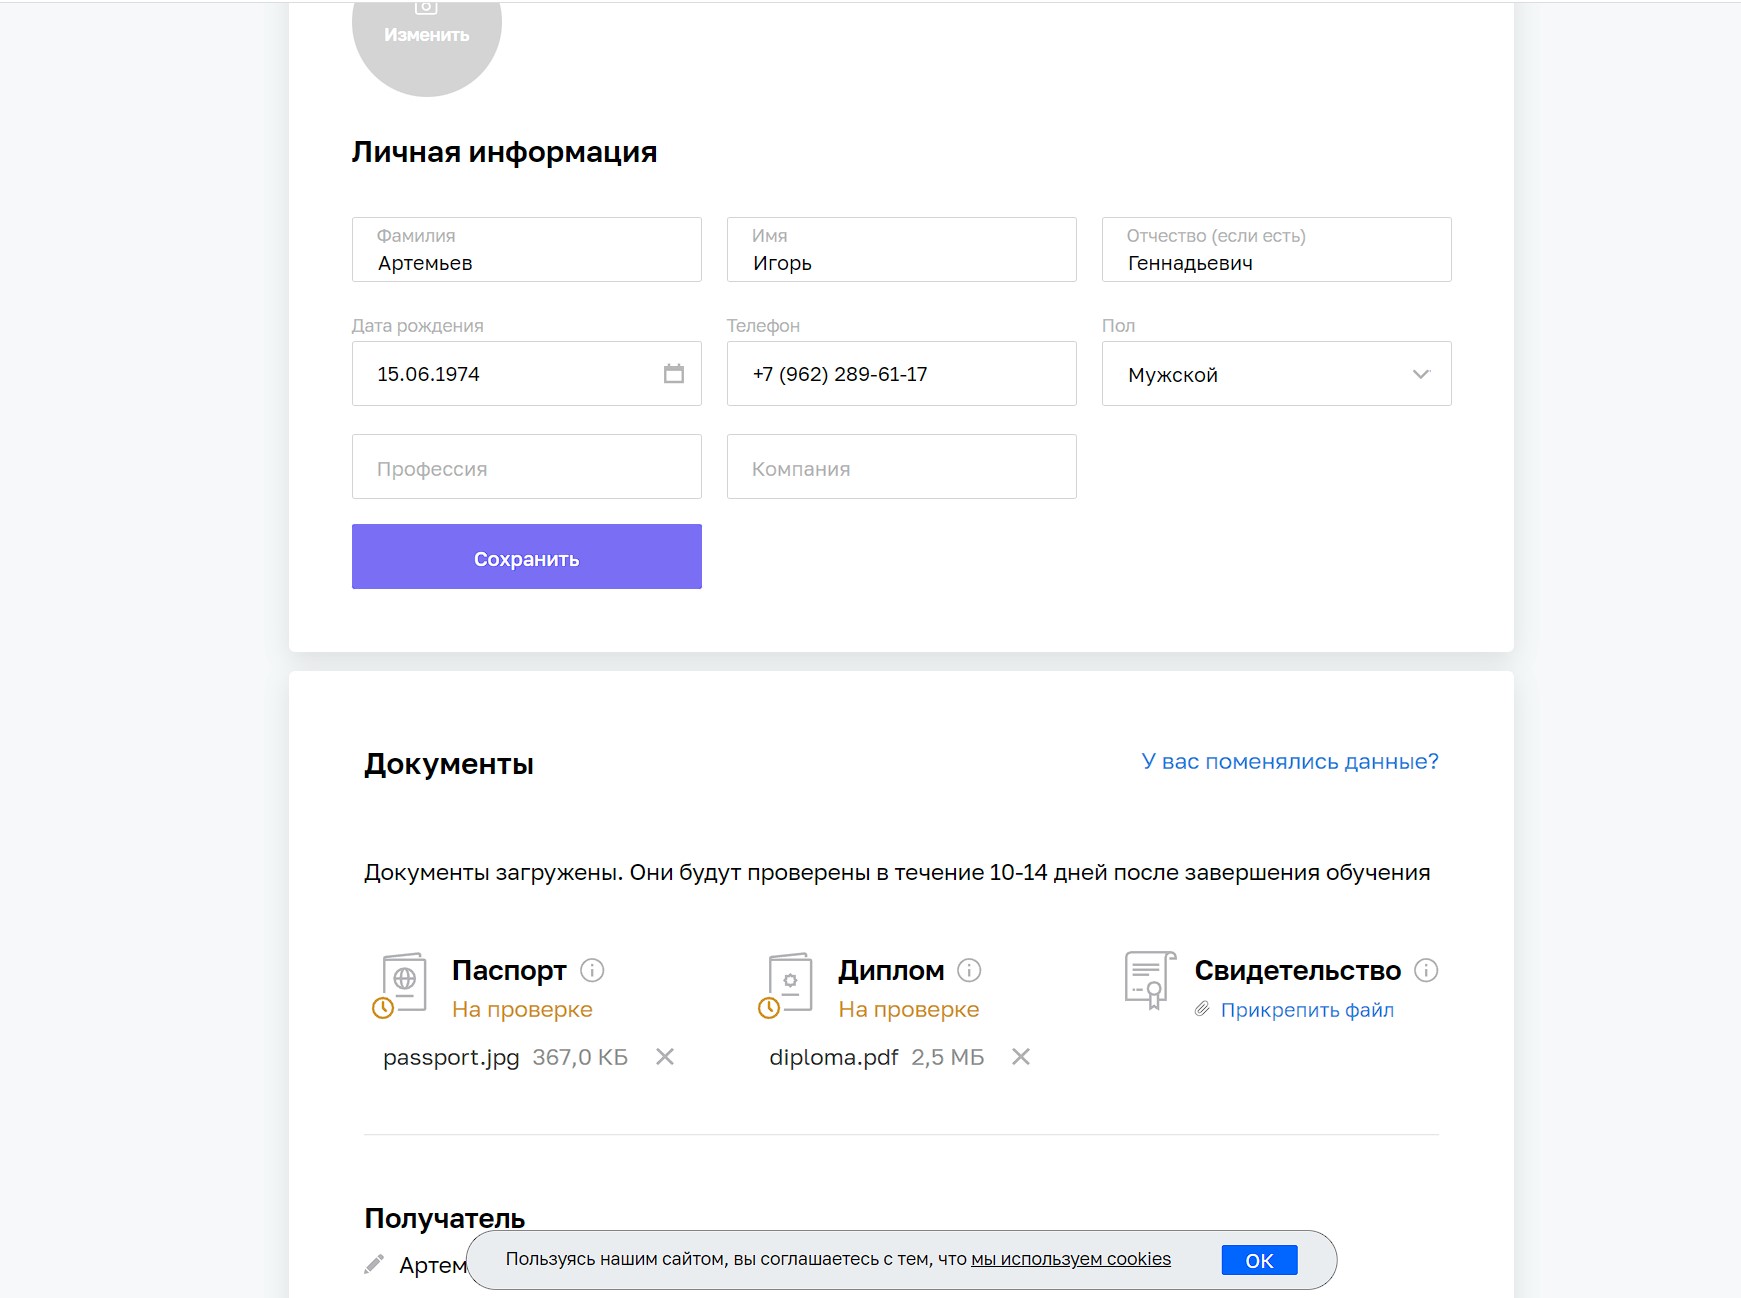 Изменить
Личная информация
Фамилия
Артемьев
Имя
Игорь
Отчество (если есть)
Геннадьевич
Дата рождения
15.06.1974
Телефон
+7 (962) 289-61-17
Пол
Мужской
Профессия
Компания
Сохранить
Документы
У вас поменялись данные?
Документы загружены. Они будут проверены в течение 10-14 дней после завершения обучения
Паспорт
На проверке
passport.jpg 367,0 КБ
Диплом
На проверке
diploma.pdf 2,5 МБ
Свидетельство
Прикрепить файл
Получатель
Артем
Пользуясь нашим сайтом, вы соглашаетесь с тем, что мы используем cookies
OK